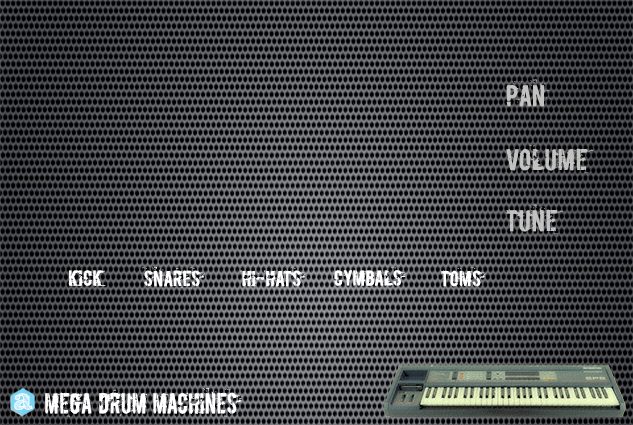 PAN
VOLUME
TUNE
KICK SNARES HI-HATS CYMBALS TOMS
MEGA DRUM MACHINES